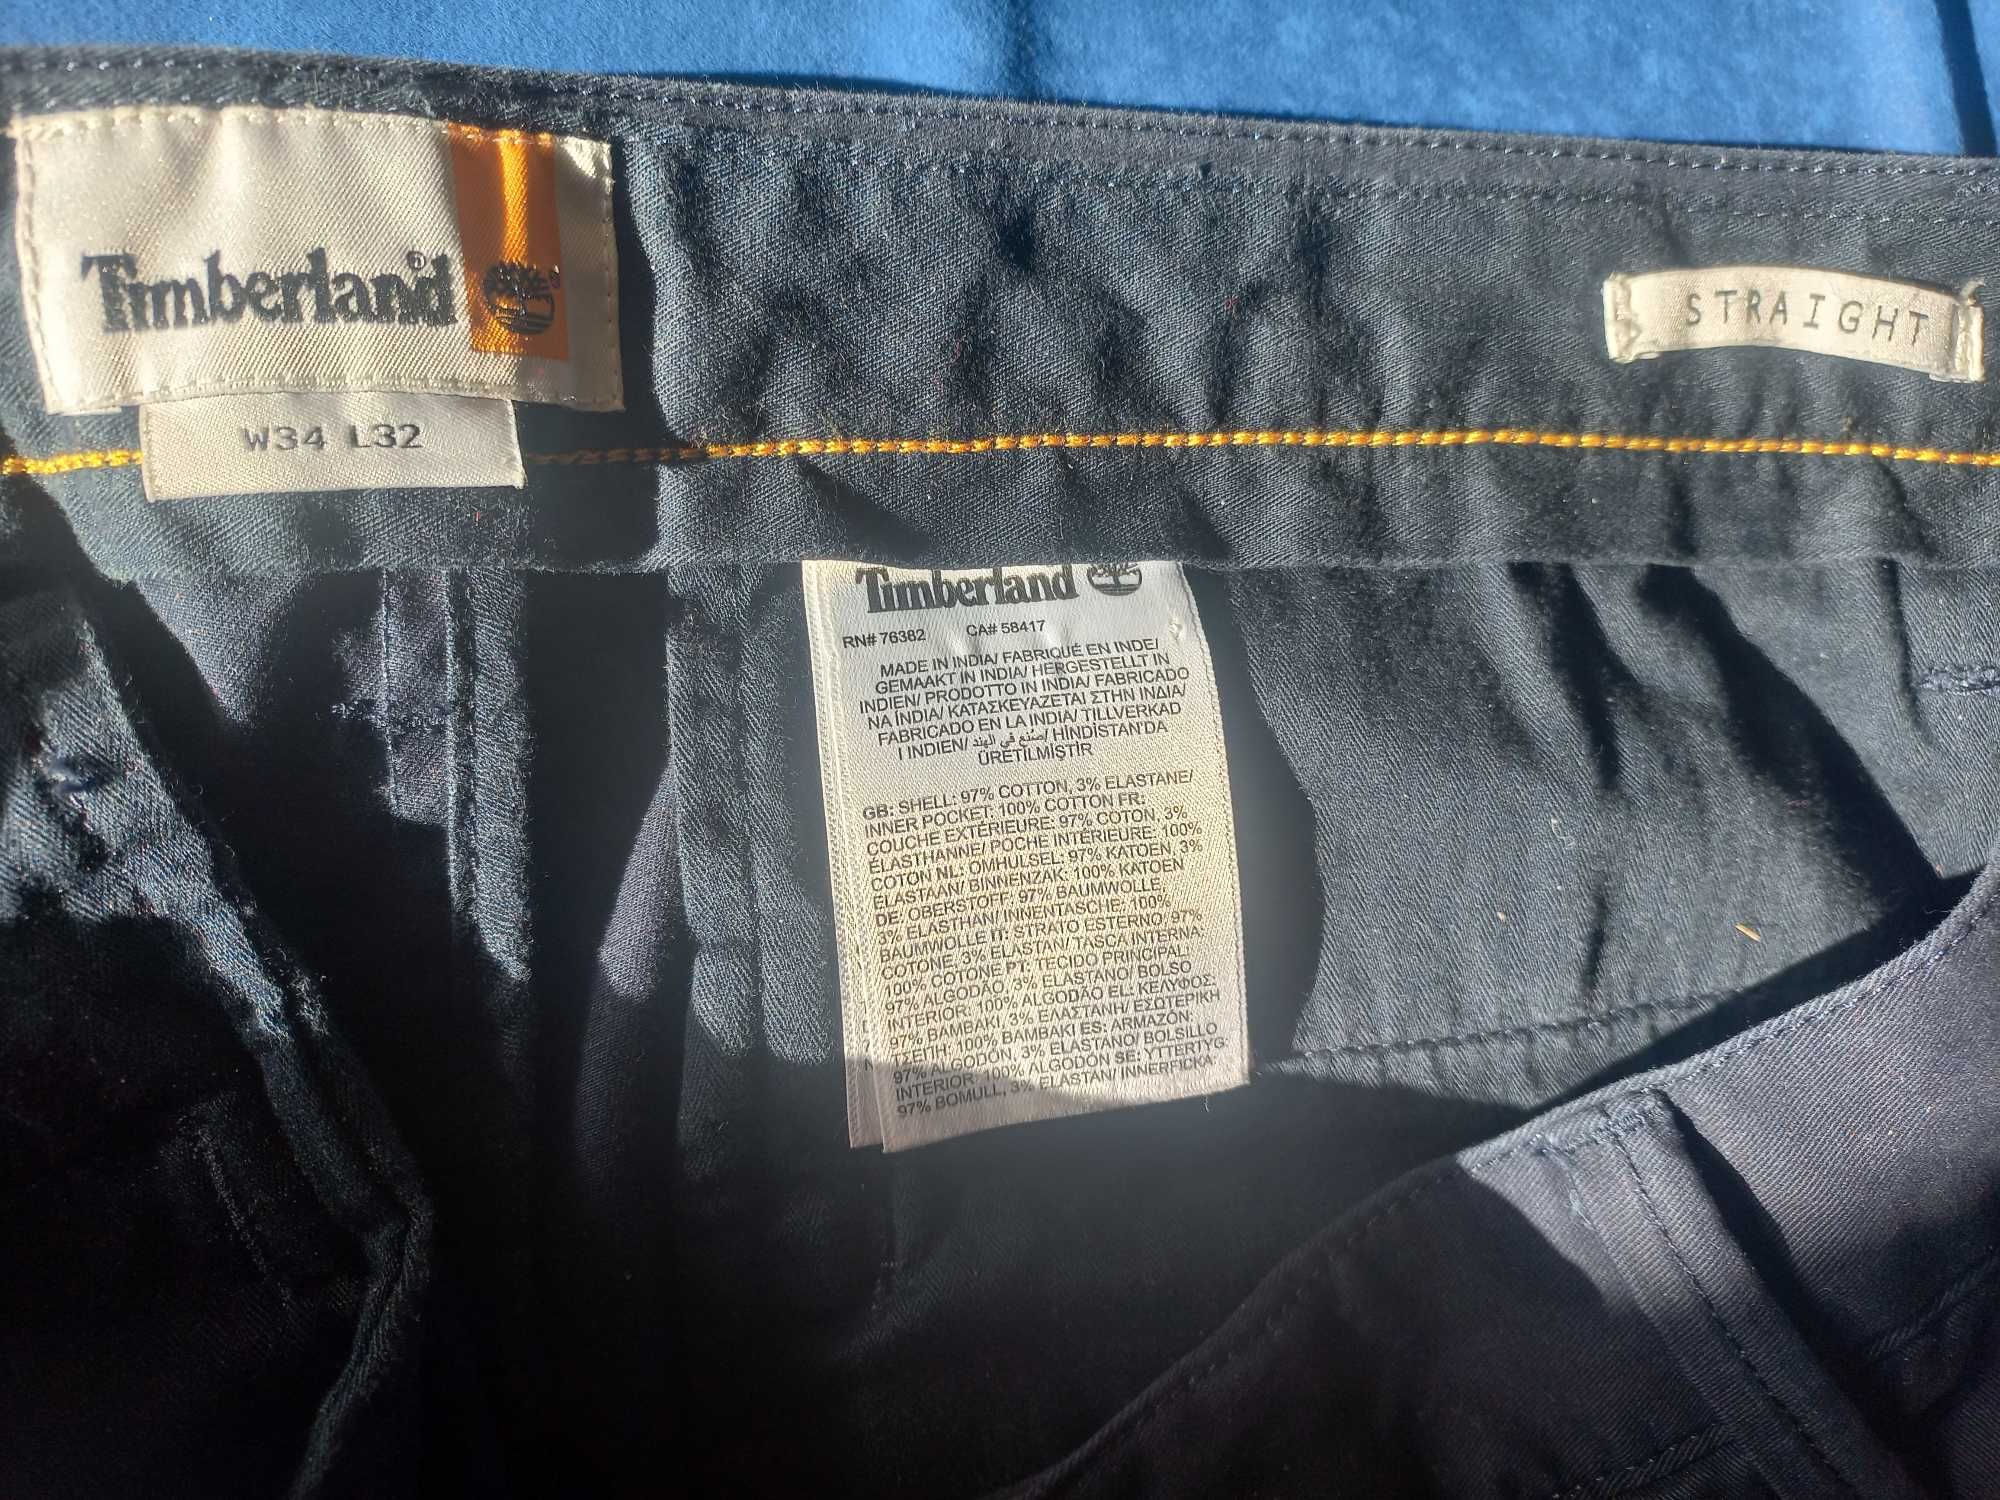 Timberland®
W34 L32
STRAIGHT
Timberland
RN# 76382 CA# 58417
MADE IN INDIA/ FABRIQUÉ EN INDE/
GEMAAKT IN INDIA/ HERGESTELLT IN
INDIEN/ PRODOTTO IN INDIA/ FABRICADO
NA ÍNDIA/ ΚΑΤΑΣΚΕΥΑΖΕΤΑΙ ΣΤΗΝ ΙΝΔΙΑ/
FABRICADO EN LA INDIA/ TILLVERKAD
I INDIEN/ صنعه في الهند/ HİNDİSTAN'DA
ÜRETİLMİŞTİR
GB: SHELL: 97% COTTON, 3% ELASTANE/
INNER POCKET: 100% COTTON FR:
COUCHE EXTÉRIEURE: 97% COTON, 3%
ÉLASTHANNE/ POCHE INTÉRIEURE: 100%
COTON NL: OMHULSEL: 97% KATOEN, 3%
ELASTAAN/ BINNENZAK: 100% KATOEN
DE: OBERSTOFF: 97% BAUMWOLLE,
3% ELASTHAN/ INNENTASCHE: 100%
BAUMWOLLE IT: STRATO ESTERNO: 97%
COTONE, 3% ELASTAN/ TASCA INTERNA:
100% COTONE PT: TECIDO PRINCIPAL:
97% ALGODÃO, 3% ELASTANO/ BOLSO
INTERIOR: 100% ALGODÃO EL: ΚΕΛΥΦΟΣ:
97% ΒΑΜΒΑΚΙ, 3% ΕΛΑΣΤΑΝΗ/ ΕΣΩΤΕΡΙΚΗ
ΤΣΕΠΗ: 100% ΒΑΜΒΑΚΙ ES: ARMAZÓN:
97% ALGODÓN, 3% ELASTANO/ BOLSILLO
INTERIOR: 100% ALGODÓN SE: YTTERTYG:
97% BOMULL, 3% ELASTAN/ INNERFICKA: